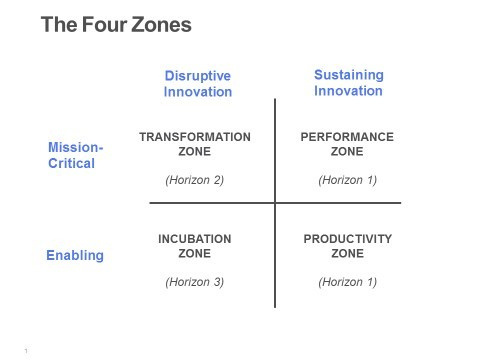 The Four Zones
Disruptive
Innovation
Sustaining
Innovation
Mission-
Critical
TRANSFORMATION
ZONE
(Horizon 2)
PERFORMANCE
ZONE
(Horizon 1)
Enabling
INCUBATION
ZONE
(Horizon 3)
PRODUCTIVITY
ZONE
(Horizon 1)
1